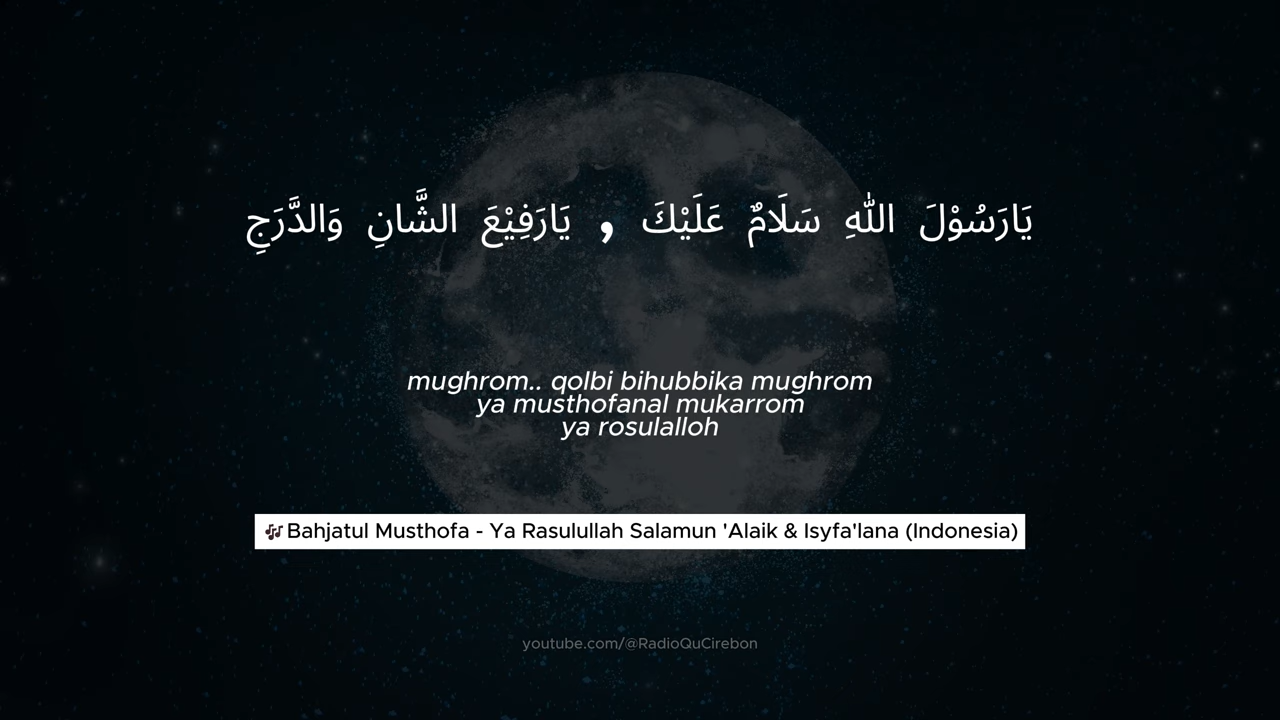 يَارَسُوْلَ اللّٰهِ سَلَامٌ عَلَيْكَ , يَارَفِيْعَ الشَّانِ وَالدَّرَجِ
mughrom.. qolbi bihubbika mughrom
ya musthofanal mukarrom
ya rosulalloh
🎶Bahjatul Musthofa - Ya Rasulullah Salamun 'Alaik & Isyfa'lana (Indonesia)
youtube.com/@RadioQuCirebon